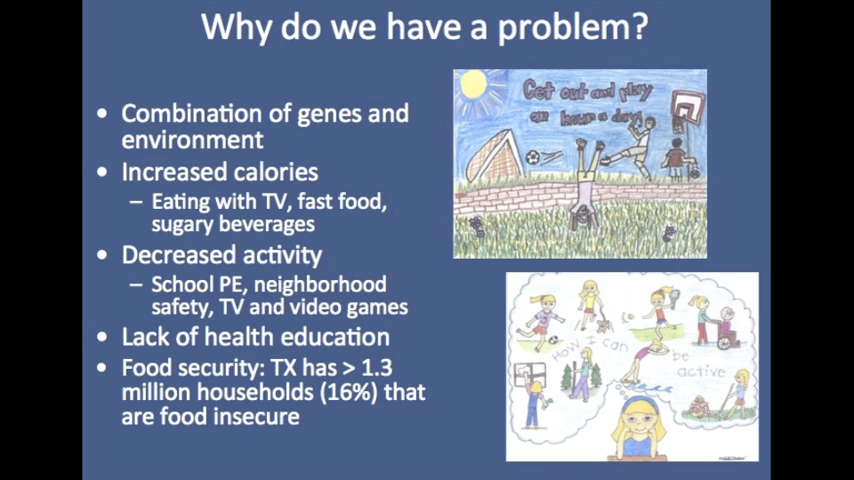 Why do we have a problem?
• Combination of genes and
environment
• Increased calories
– Eating with TV, fast food,
sugary beverages
• Decreased activity
– School PE, neighborhood
safety, TV and video games
• Lack of health education
• Food security: TX has > 1.3
million households (16%) that
are food insecure
Get out and play
an hour a day!
How I can be
active